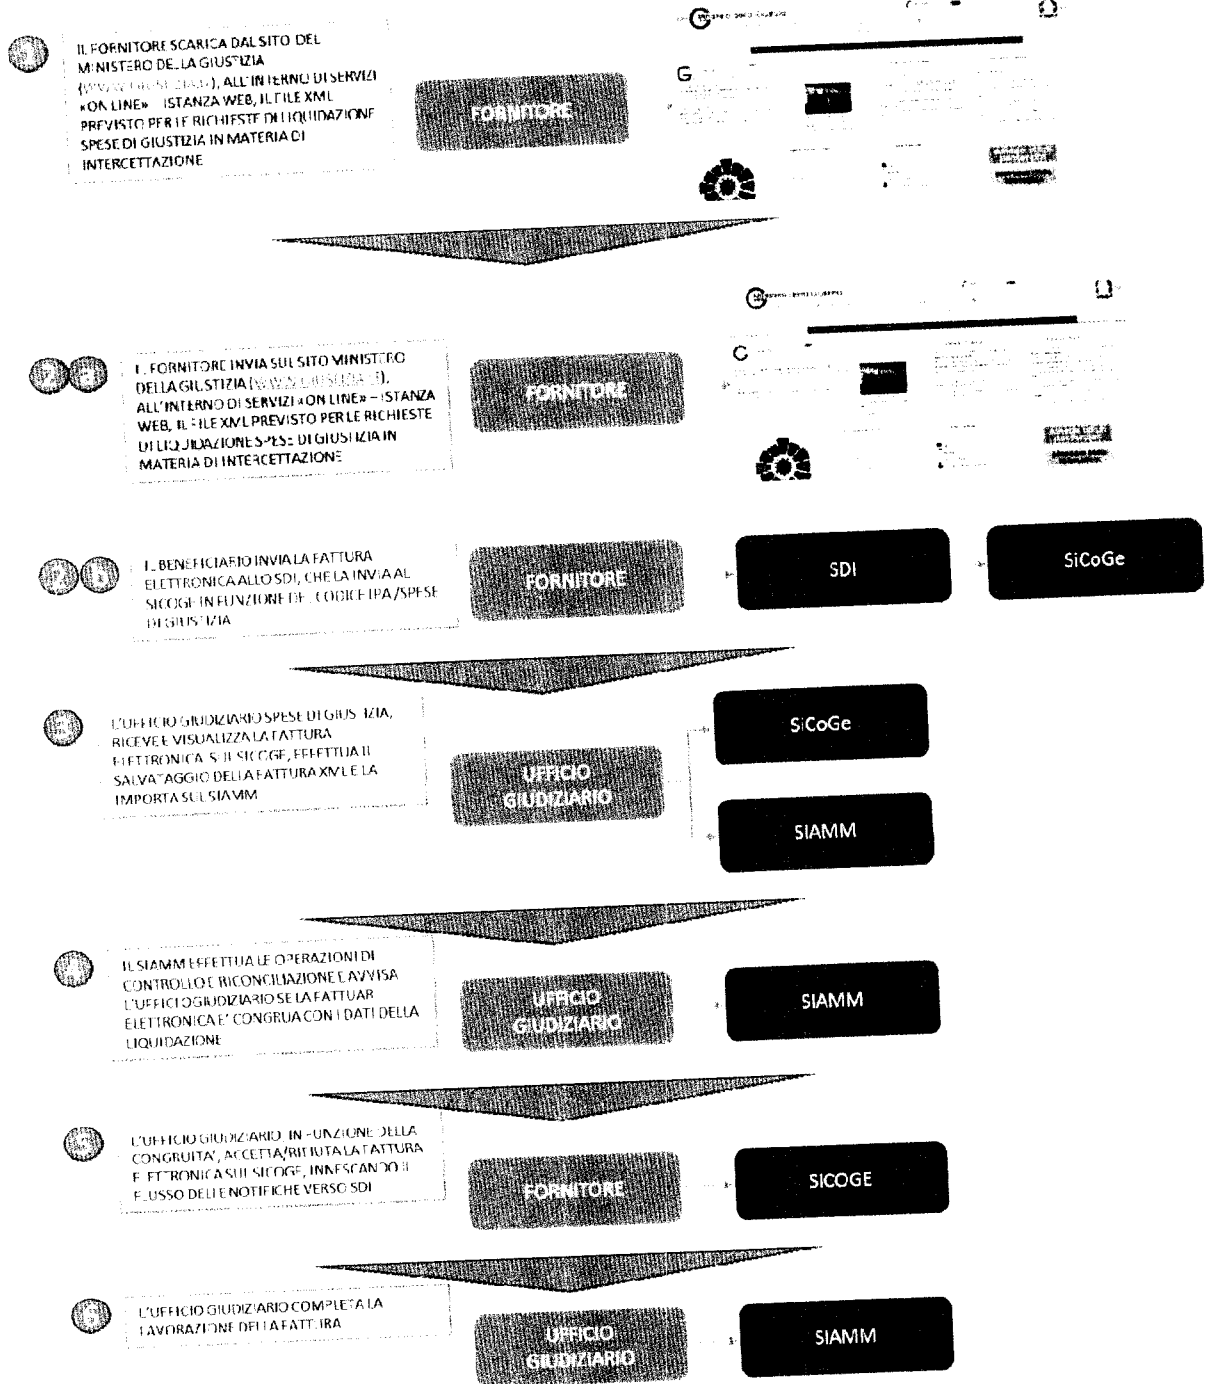 1
IL FORNITORE SCARICA DAL SITO DEL
MINISTERO DELLA GIUSTIZIA
ALL'INTERNO DI SERVIZI
«ON LINE» – ISTANZA WEB, IL FILE XML
PREVISTO PER LE RICHIESTE DI LIQUIDAZIONE
SPESE DI GIUSTIZIA IN MATERIA DI
INTERCETTAZIONE
FORNITORE
G
2 a
IL FORNITORE INVIA SUL SITO MINISTERO
DELLA GIUSTIZIA
ALL'INTERNO DI SERVIZI «ON LINE» – ISTANZA
WEB, IL FILE XML PREVISTO PER LE RICHIESTE
DI LIQUIDAZIONE SPESE DI GIUSTIZIA IN
MATERIA DI INTERCETTAZIONE
FORNITORE
2 b
IL BENEFICIARIO INVIA LA FATTURA
ELETTRONICA ALLO SDI, CHE LA INVIA AL
SICOGE IN FUNZIONE DEL CODICE IPA/SPESE
DI GIUSTIZIA
FORNITORE
SDI
SiCoGe
3
L'UFFICIO GIUDIZIARIO SPESE DI GIUSTIZIA,
RICEVE E VISUALIZZA LA FATTURA
ELETTRONICA SUL SICOGE, EFFETTUA IL
SALVATAGGIO DELLA FATTURA XML E LA
IMPORTA SUL SIAMM
UFFICIO
GIUDIZIARIO
SiCoGe
SIAMM
4
IL SIAMM EFFETTUA LE OPERAZIONI DI
CONTROLLO E RICONCILIAZIONE E AVVISA
L'UFFICIO GIUDIZIARIO SE LA FATTUAR
ELETTRONICA E' CONGRUA CON I DATI DELLA
LIQUIDAZIONE
UFFICIO
GIUDIZIARIO
SIAMM
5
L'UFFICIO GIUDIZIARIO, IN FUNZIONE DELLA
CONGRUITA', ACCETTA/RIFIUTA LA FATTURA
ELETTRONICA SUL SICOGE, INNESCANDO IL
FLUSSO DELLE NOTIFICHE VERSO SDI
FORNITORE
SICOGE
6
L'UFFICIO GIUDIZIARIO COMPLETA LA
LAVORAZIONE DELLA FATTURA
UFFICIO
GIUDIZIARIO
SIAMM